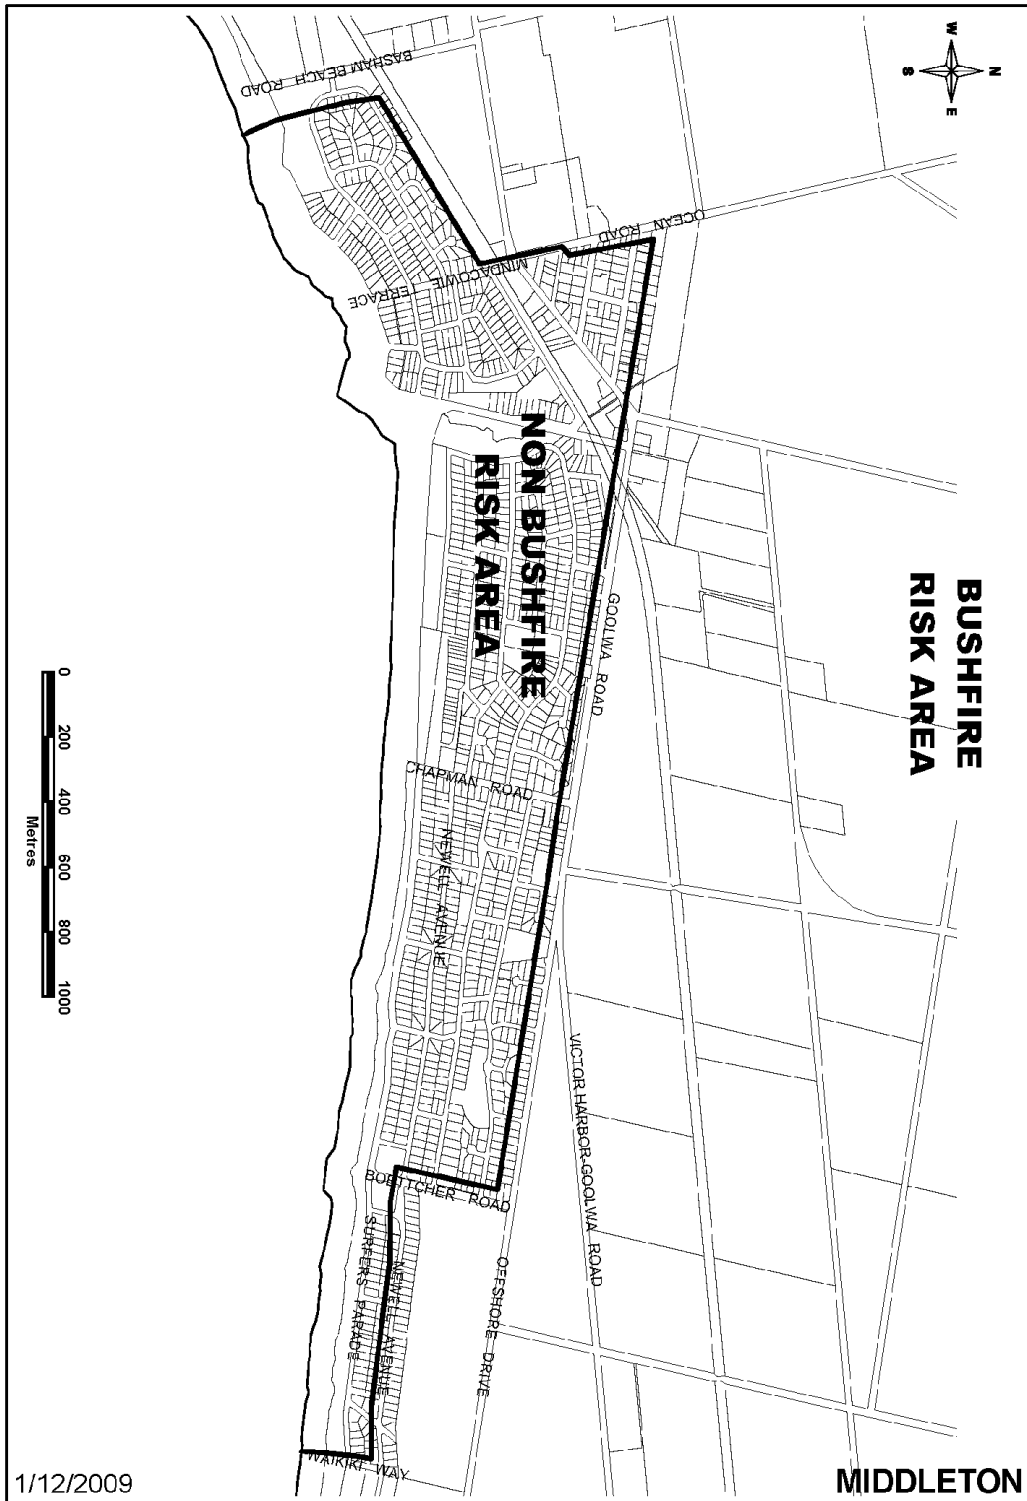 W
N
S
E
BASHAM BEACH ROAD
OCEAN ROAD
MINDACOWIE TERRACE
NON BUSHFIRE
RISK AREA
BUSHFIRE
RISK AREA
GOOLWA ROAD
CHAPMAN ROAD
NEWELL AVENUE
VICTOR HARBOR-GOOLWA ROAD
BOETTCHER ROAD
OFFSHORE DRIVE
SURFERS PARADE
NEWELL AVENUE
WAIKIKI WAY
0 200 400 600 800 1000
Metres
1/12/2009
MIDDLETON